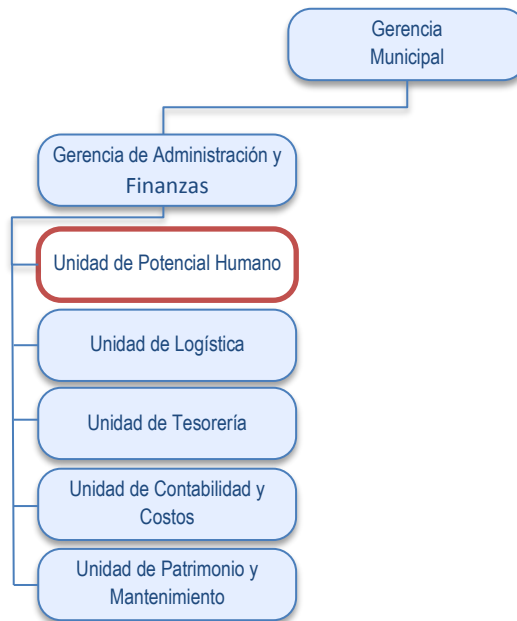 Gerencia
Municipal
Gerencia de Administración y
Finanzas
Unidad de Potencial Humano
Unidad de Logística
Unidad de Tesorería
Unidad de Contabilidad y
Costos
Unidad de Patrimonio y
Mantenimiento